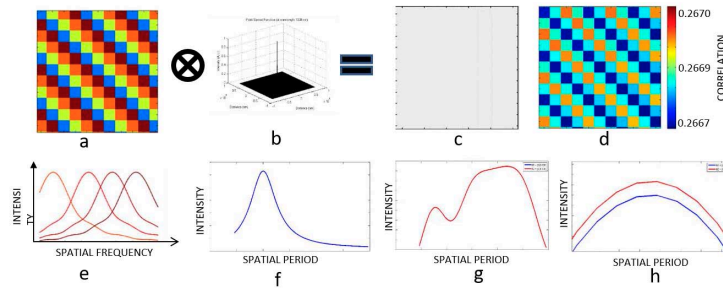 0.2670
0.2669
0.2667
CORRELATION
a
b
c
d
INTENSI
TY
SPATIAL FREQUENCY
e
INTENSITY
SPATIAL PERIOD
f
INTENSITY
SPATIAL PERIOD
g
INTENSITY
SPATIAL PERIOD
h